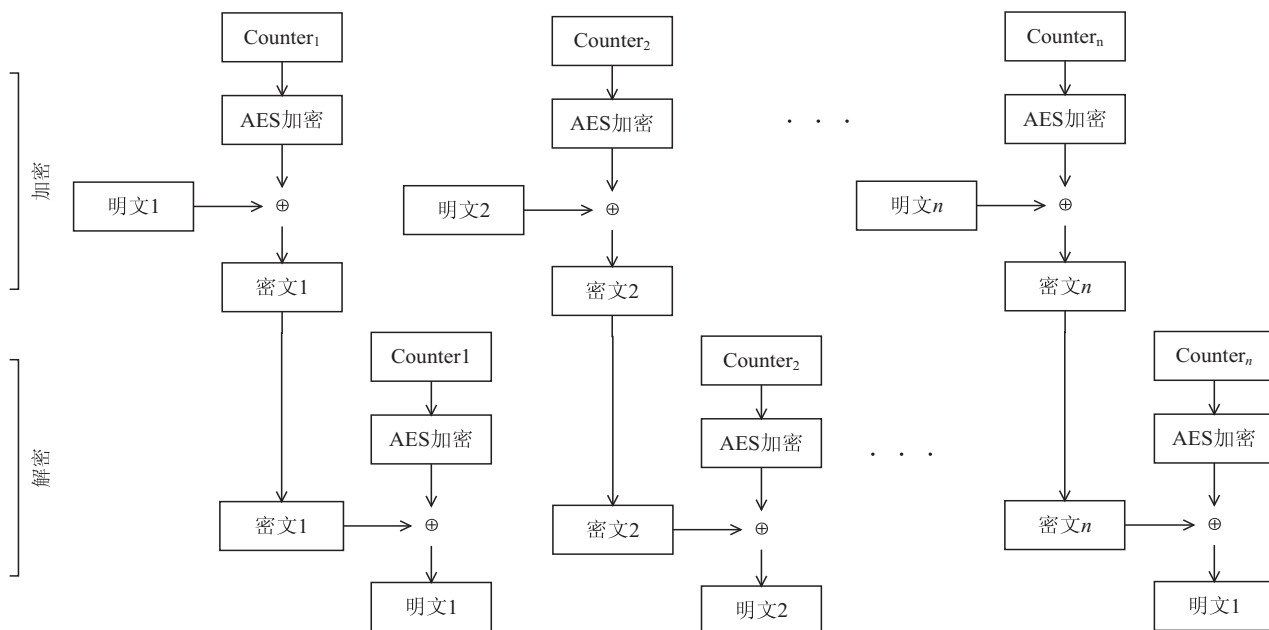 Counter₁
Counter₂
Counterₙ
AES加密
AES加密
· · ·
AES加密
加密
明文1
⊕
明文2
⊕
明文n
⊕
密文1
密文2
密文n
Counter1
Counter₂
Counterₙ
AES加密
AES加密
· · ·
AES加密
解密
密文1
⊕
密文2
⊕
密文n
⊕
明文1
明文2
明文1